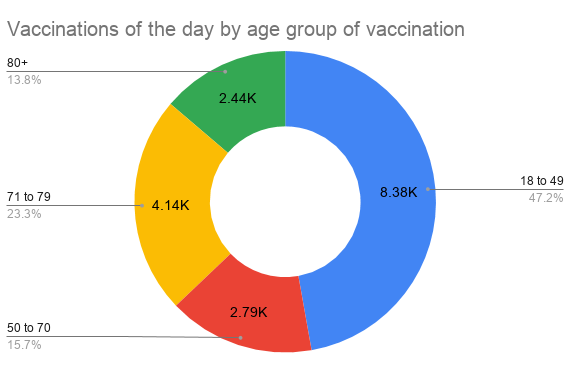 Vaccinations of the day by age group of vaccination
80+
13.8%
2.44K
18 to 49
47.2%
8.38K
71 to 79
23.3%
4.14K
2.79K
50 to 70
15.7%